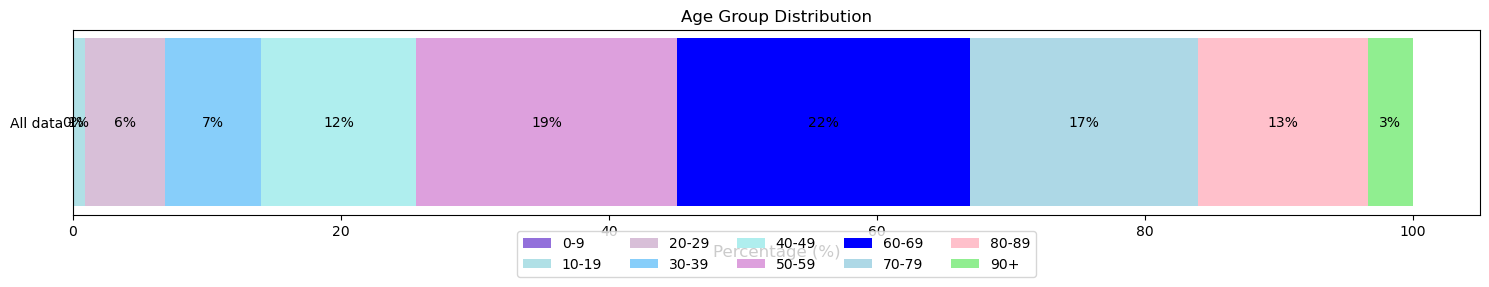 Age Group Distribution
All data 0% 1% 6% 7% 12% 19% 22% 17% 13% 3%
0 20 40 60 80 100
Percentage (%)
0-9 20-29 40-49 60-69 80-89
10-19 30-39 50-59 70-79 90+